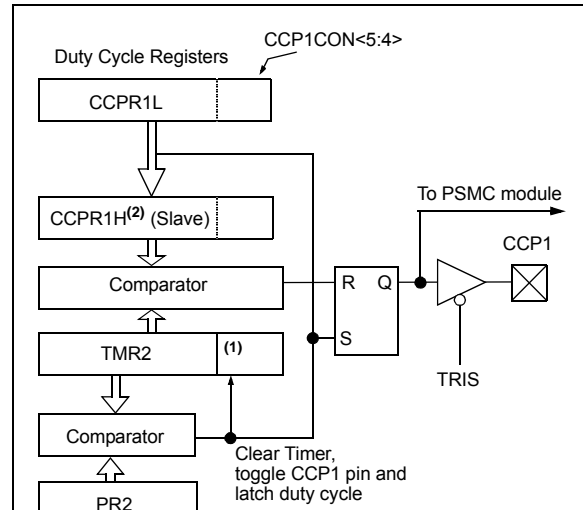 CCP1CON<5:4>
Duty Cycle Registers
CCPR1L
To PSMC module
CCPR1H(2) (Slave)
CCP1
Comparator
R Q
S
TMR2 (1)
TRIS
Comparator
Clear Timer,
toggle CCP1 pin and
latch duty cycle
PR2